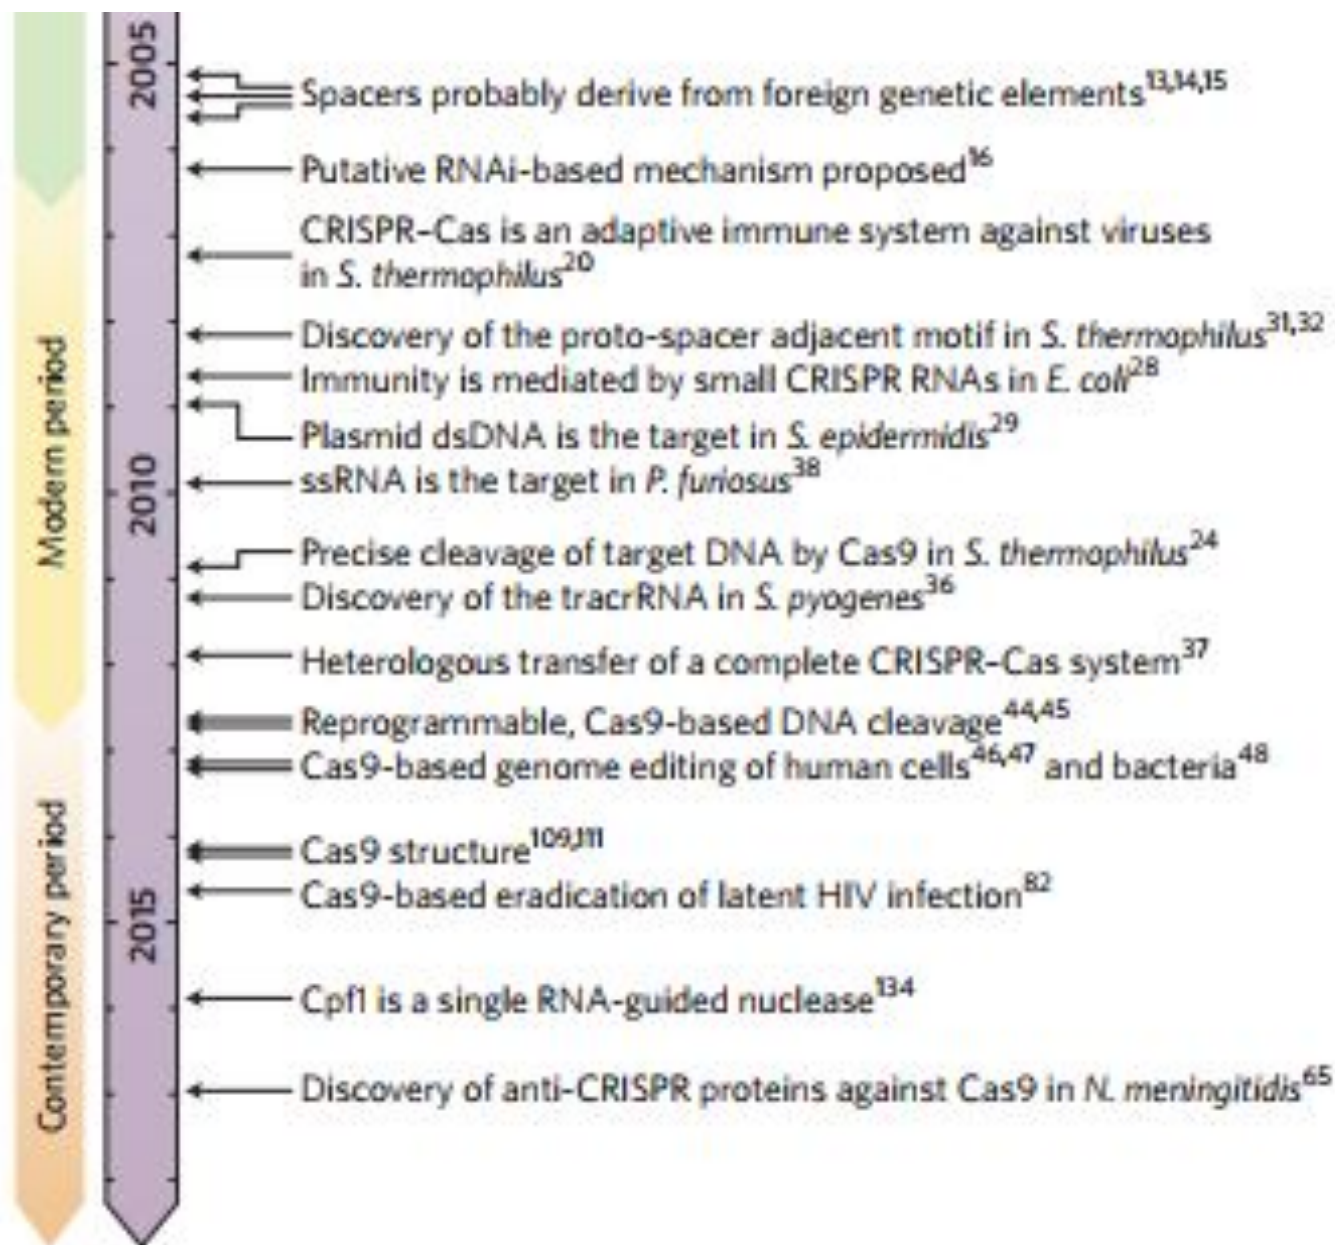 2005
Spacers probably derive from foreign genetic elements13,14,15
Putative RNAi-based mechanism proposed16
CRISPR–Cas is an adaptive immune system against viruses
in S. thermophilus20
Discovery of the proto-spacer adjacent motif in S. thermophilus31,32
Immunity is mediated by small CRISPR RNAs in E. coli28
Plasmid dsDNA is the target in S. epidermidis29
Modern period
2010
ssRNA is the target in P. furiosus38
Precise cleavage of target DNA by Cas9 in S. thermophilus24
Discovery of the tracrRNA in S. pyogenes36
Heterologous transfer of a complete CRISPR–Cas system37
Reprogrammable, Cas9-based DNA cleavage44,45
Cas9-based genome editing of human cells46,47 and bacteria48
Cas9 structure109,111
Cas9-based eradication of latent HIV infection82
Contemporary period
2015
Cpf1 is a single RNA-guided nuclease134
Discovery of anti-CRISPR proteins against Cas9 in N. meningitidis65